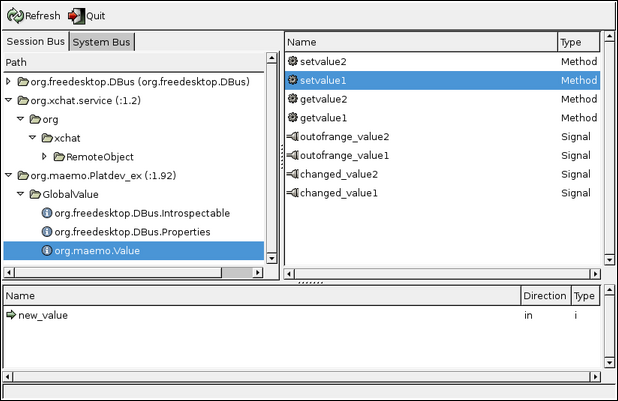 Refresh Quit
Session Bus System Bus
Path
org.freedesktop.DBus (org.freedesktop.DBus)
org.xchat.service (:1.2)
org
xchat
RemoteObject
org.maemo.Platdev_ex (:1.92)
GlobalValue
org.freedesktop.DBus.Introspectable
org.freedesktop.DBus.Properties
org.maemo.Value
Name Type
setvalue2 Method
setvalue1 Method
getvalue2 Method
getvalue1 Method
outofrange_value2 Signal
outofrange_value1 Signal
changed_value2 Signal
changed_value1 Signal
Name Direction Type
new_value in i